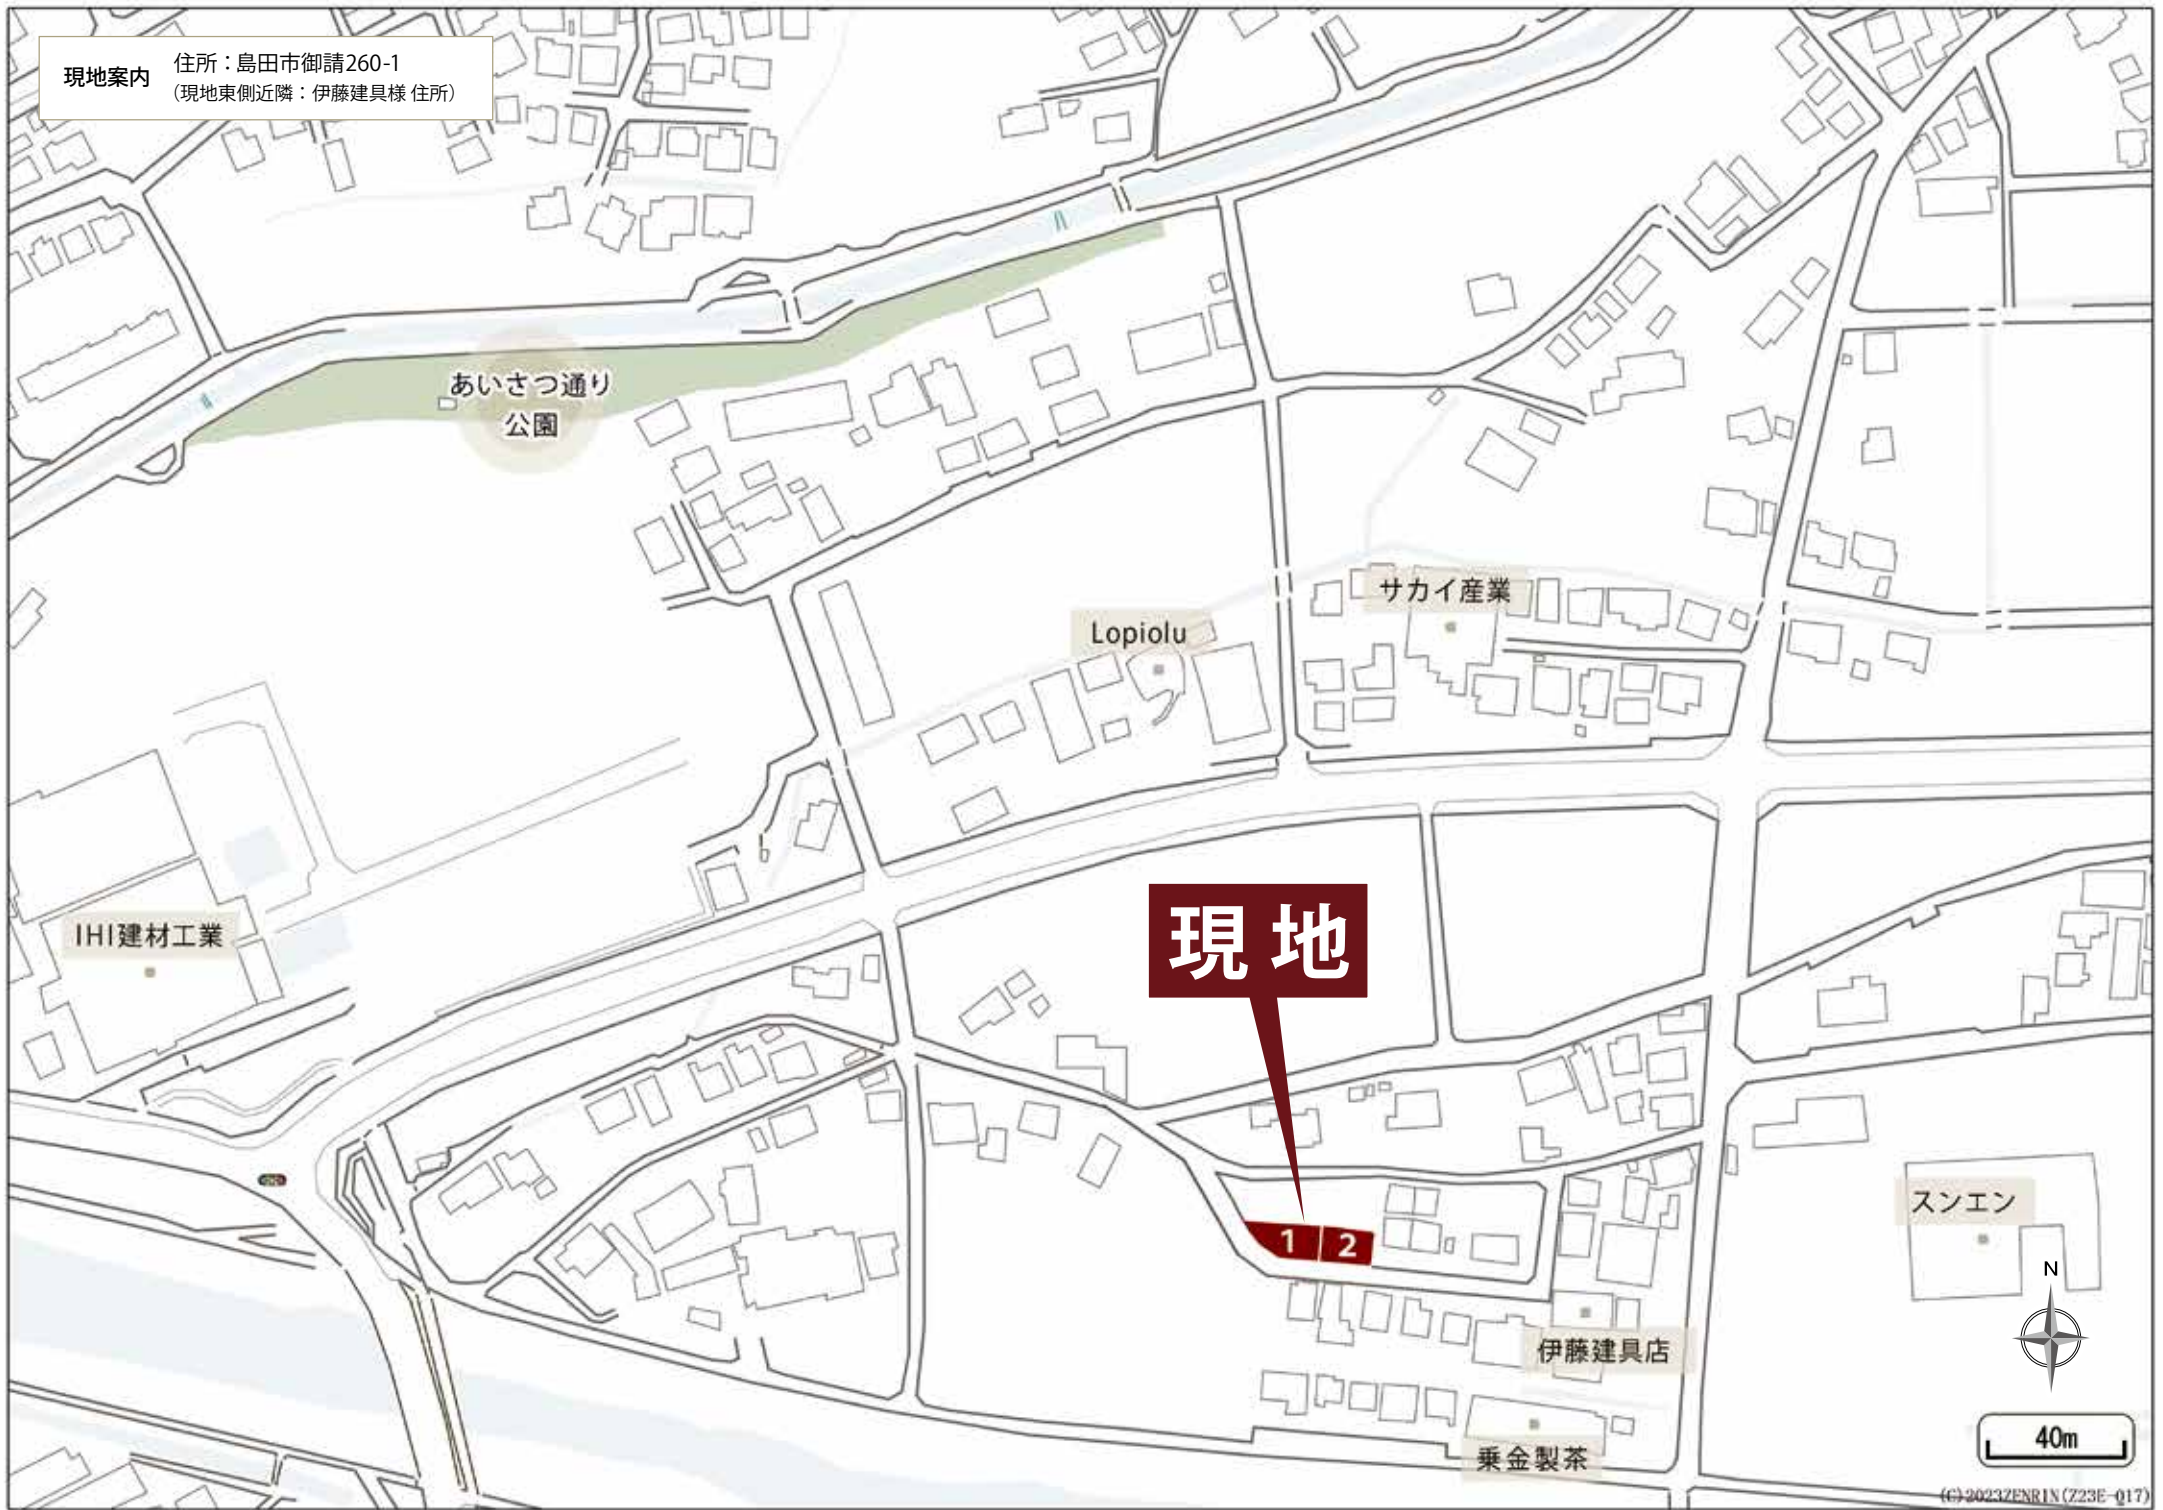 現地案内
住所：島田市御請260-1
（現地東側近隣：伊藤建具様 住所）
あいさつ通り
公園
サカイ産業
Lopiolu
IHI建材工業
現地
1
2
スンエン
N
伊藤建具店
40m
乗金製茶
(C)2023ZENRIN(Z23E-017)